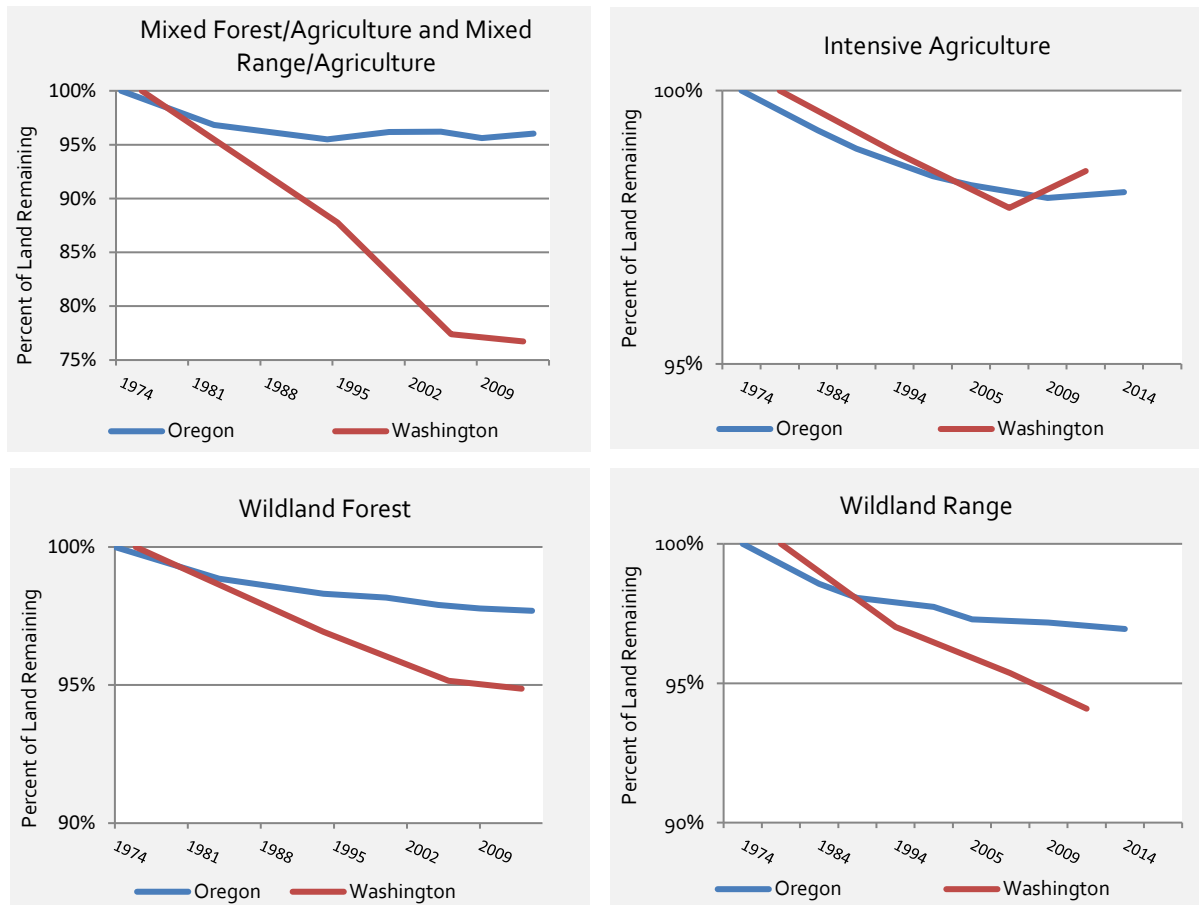 Mixed Forest/Agriculture and Mixed
Range/Agriculture
Percent of Land Remaining
100%
95%
90%
85%
80%
75%
1974
1981
1988
1995
2002
2009
Oregon
Washington
Intensive Agriculture
Percent of Land Remaining
100%
95%
1974
1984
1994
2005
2009
2014
Oregon
Washington
Wildland Forest
Percent of Land Remaining
100%
95%
90%
1974
1981
1988
1995
2002
2009
Oregon
Washington
Wildland Range
Percent of Land Remaining
100%
95%
90%
1974
1984
1994
2005
2009
2014
Oregon
Washington